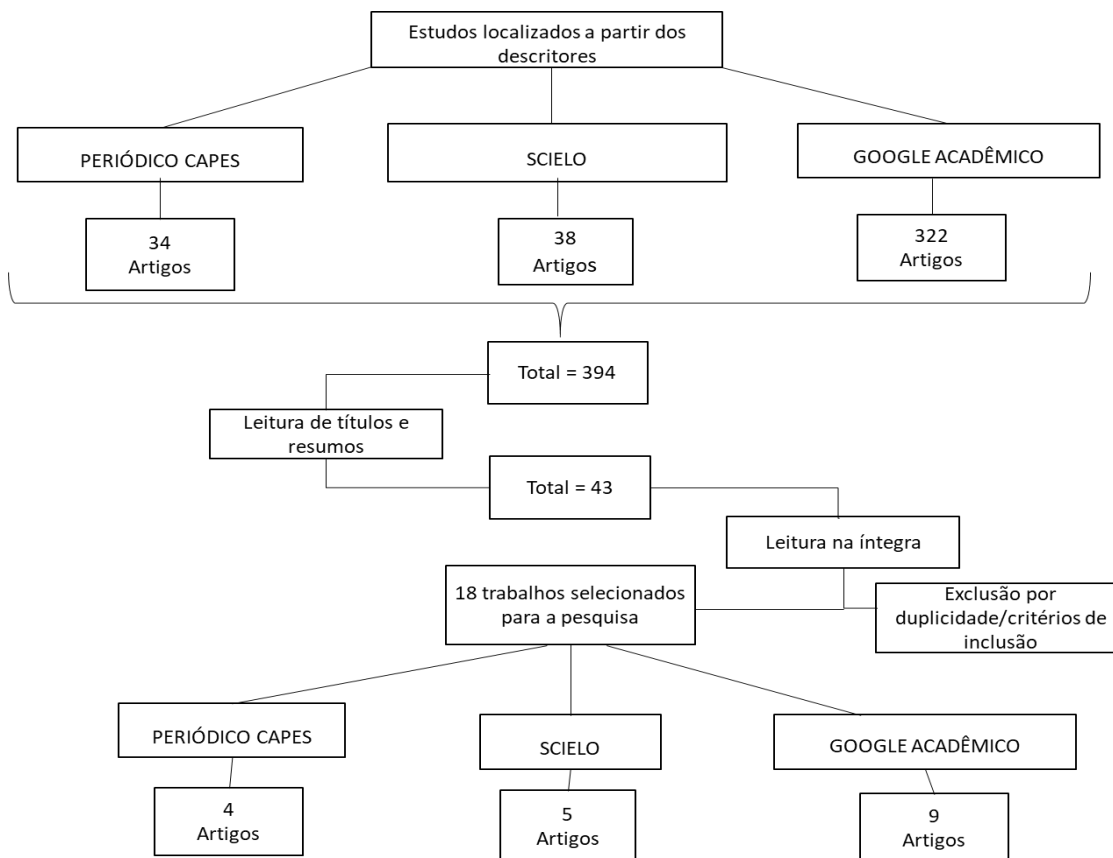 Estudos localizados a partir dos
descritores
PERIÓDICO CAPES
SCIELO
GOOGLE ACADÊMICO
34
Artigos
38
Artigos
322
Artigos
Total = 394
Leitura de títulos e
resumos
Total = 43
Leitura na íntegra
18 trabalhos selecionados
para a pesquisa
Exclusão por
duplicidade/critérios de
inclusão
PERIÓDICO CAPES
SCIELO
GOOGLE ACADÊMICO
4
Artigos
5
Artigos
9
Artigos